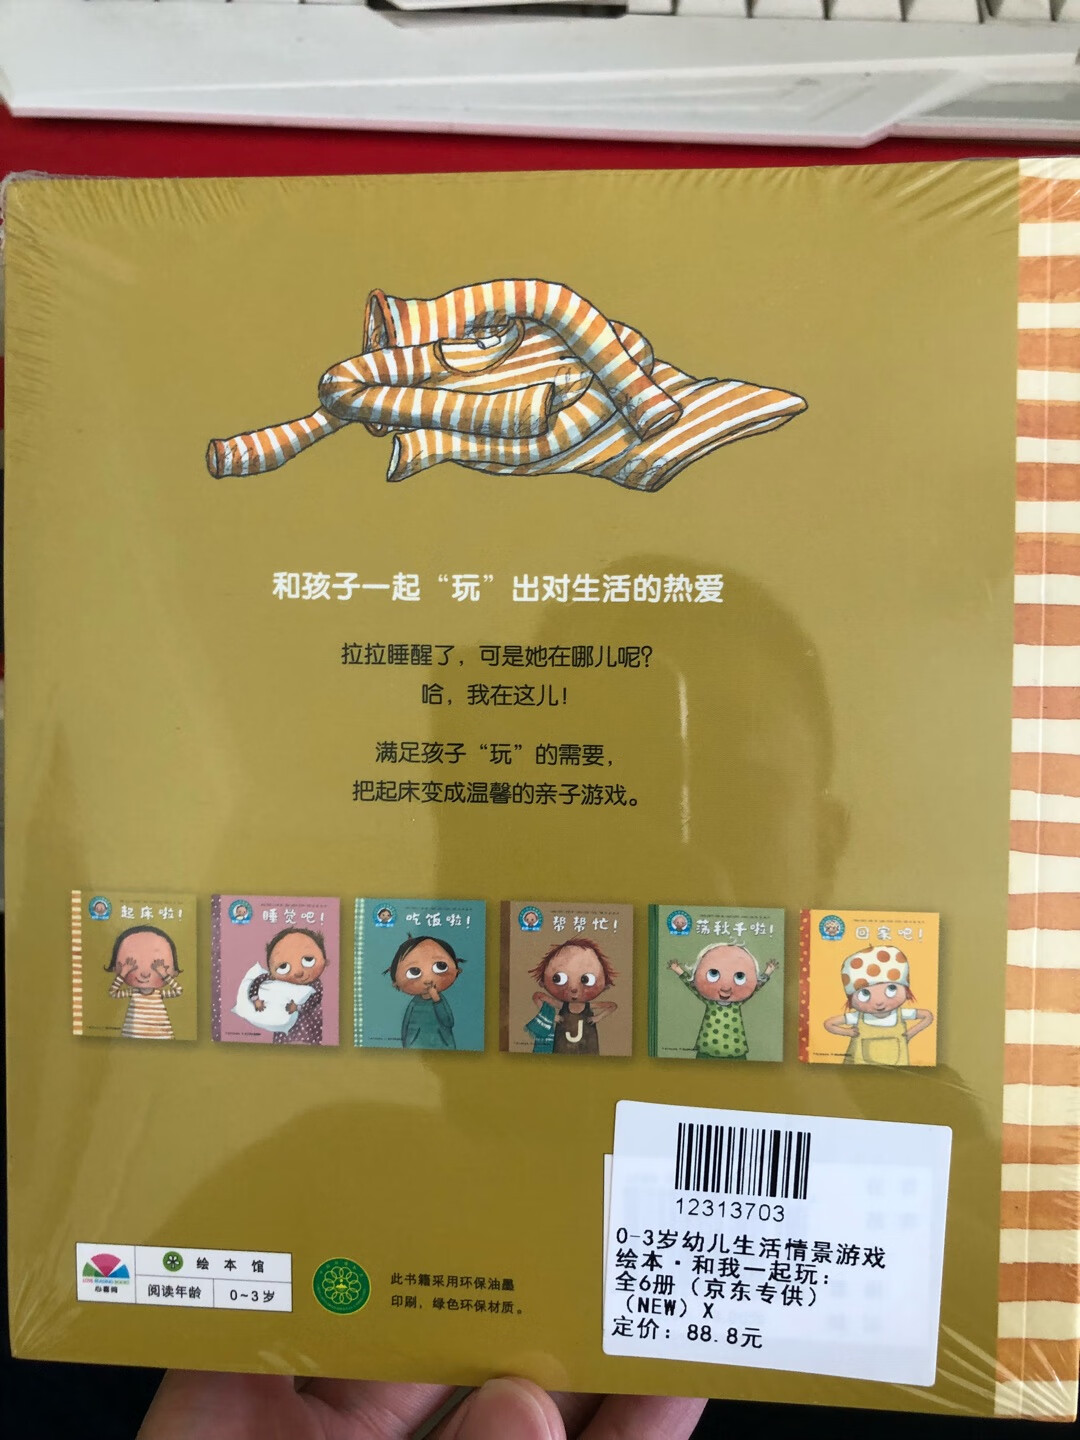 和孩子一起“玩”出对生活的热爱
拉拉睡醒了，可是她在哪儿呢？
哈，我在这儿！
满足孩子“玩”的需要，
把起床变成温馨的亲子游戏。
起床啦！
睡觉吧！
吃饭啦！
帮帮忙！
荡秋千啦！
回家吧！
J
12313703
0-3岁幼儿生活情景游戏
绘本·和我一起玩：
全6册（京东专供）
（NEW）X
定价：88.8元
心喜阅
绘本馆
阅读年龄
0~3岁
此书籍采用环保油墨
印刷，绿色环保材质。